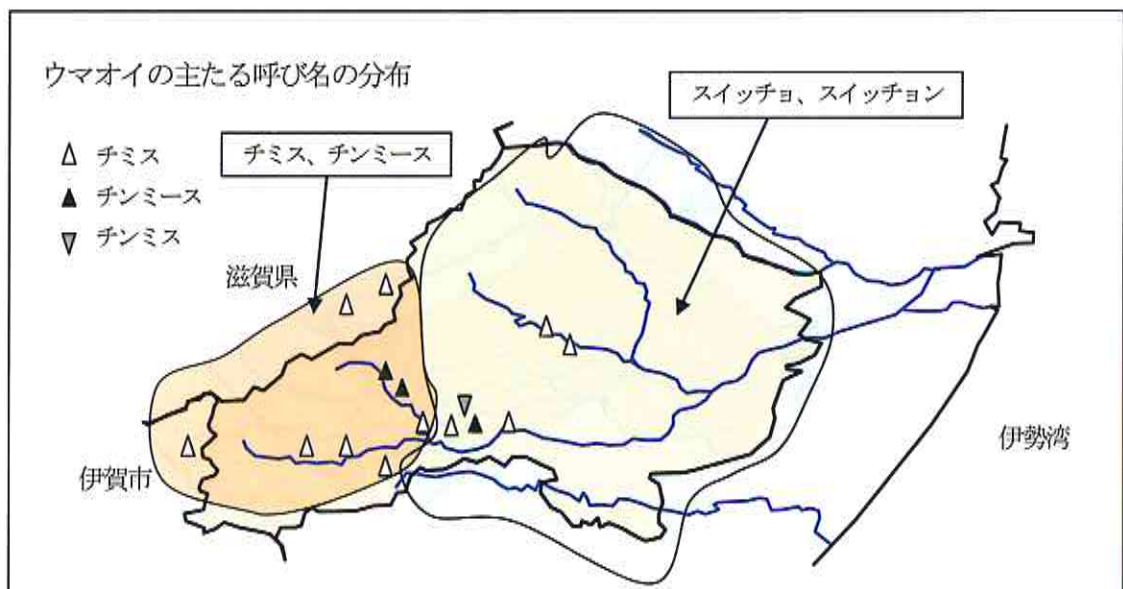 ウマオイの主たる呼び名の分布
スイッチョ、スイッチョン
チミス、チンミース
チミス
チンミース
チンミス
滋賀県
伊賀市
伊勢湾